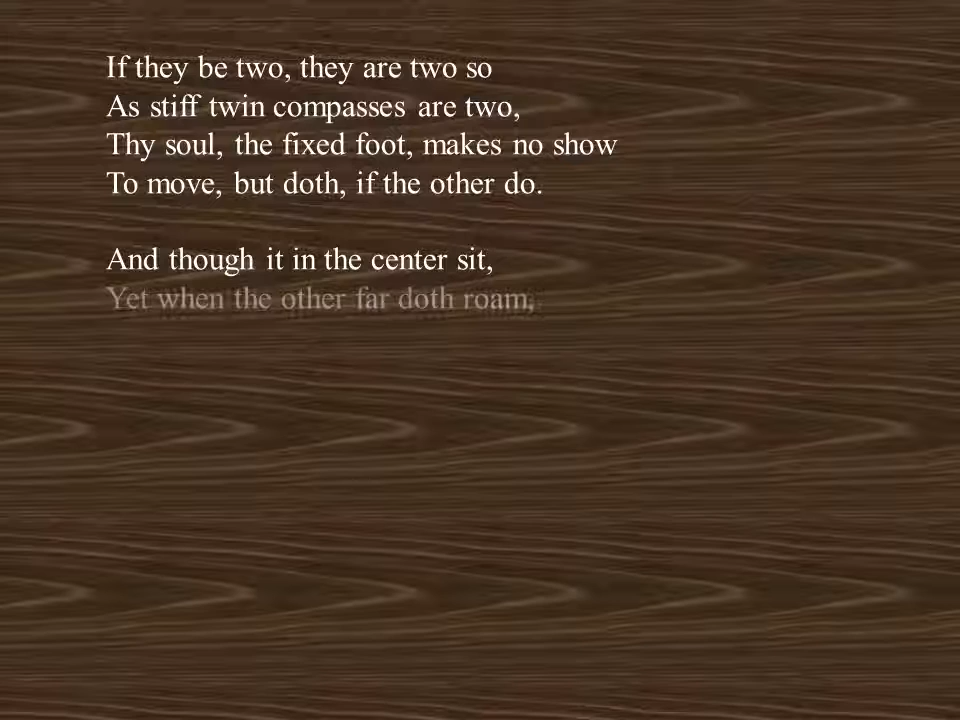 If they be two, they are two so
As stiff twin compasses are two,
Thy soul, the fixed foot, makes no show
To move, but doth, if the other do.
And though it in the center sit,
Yet when the other far doth roam,